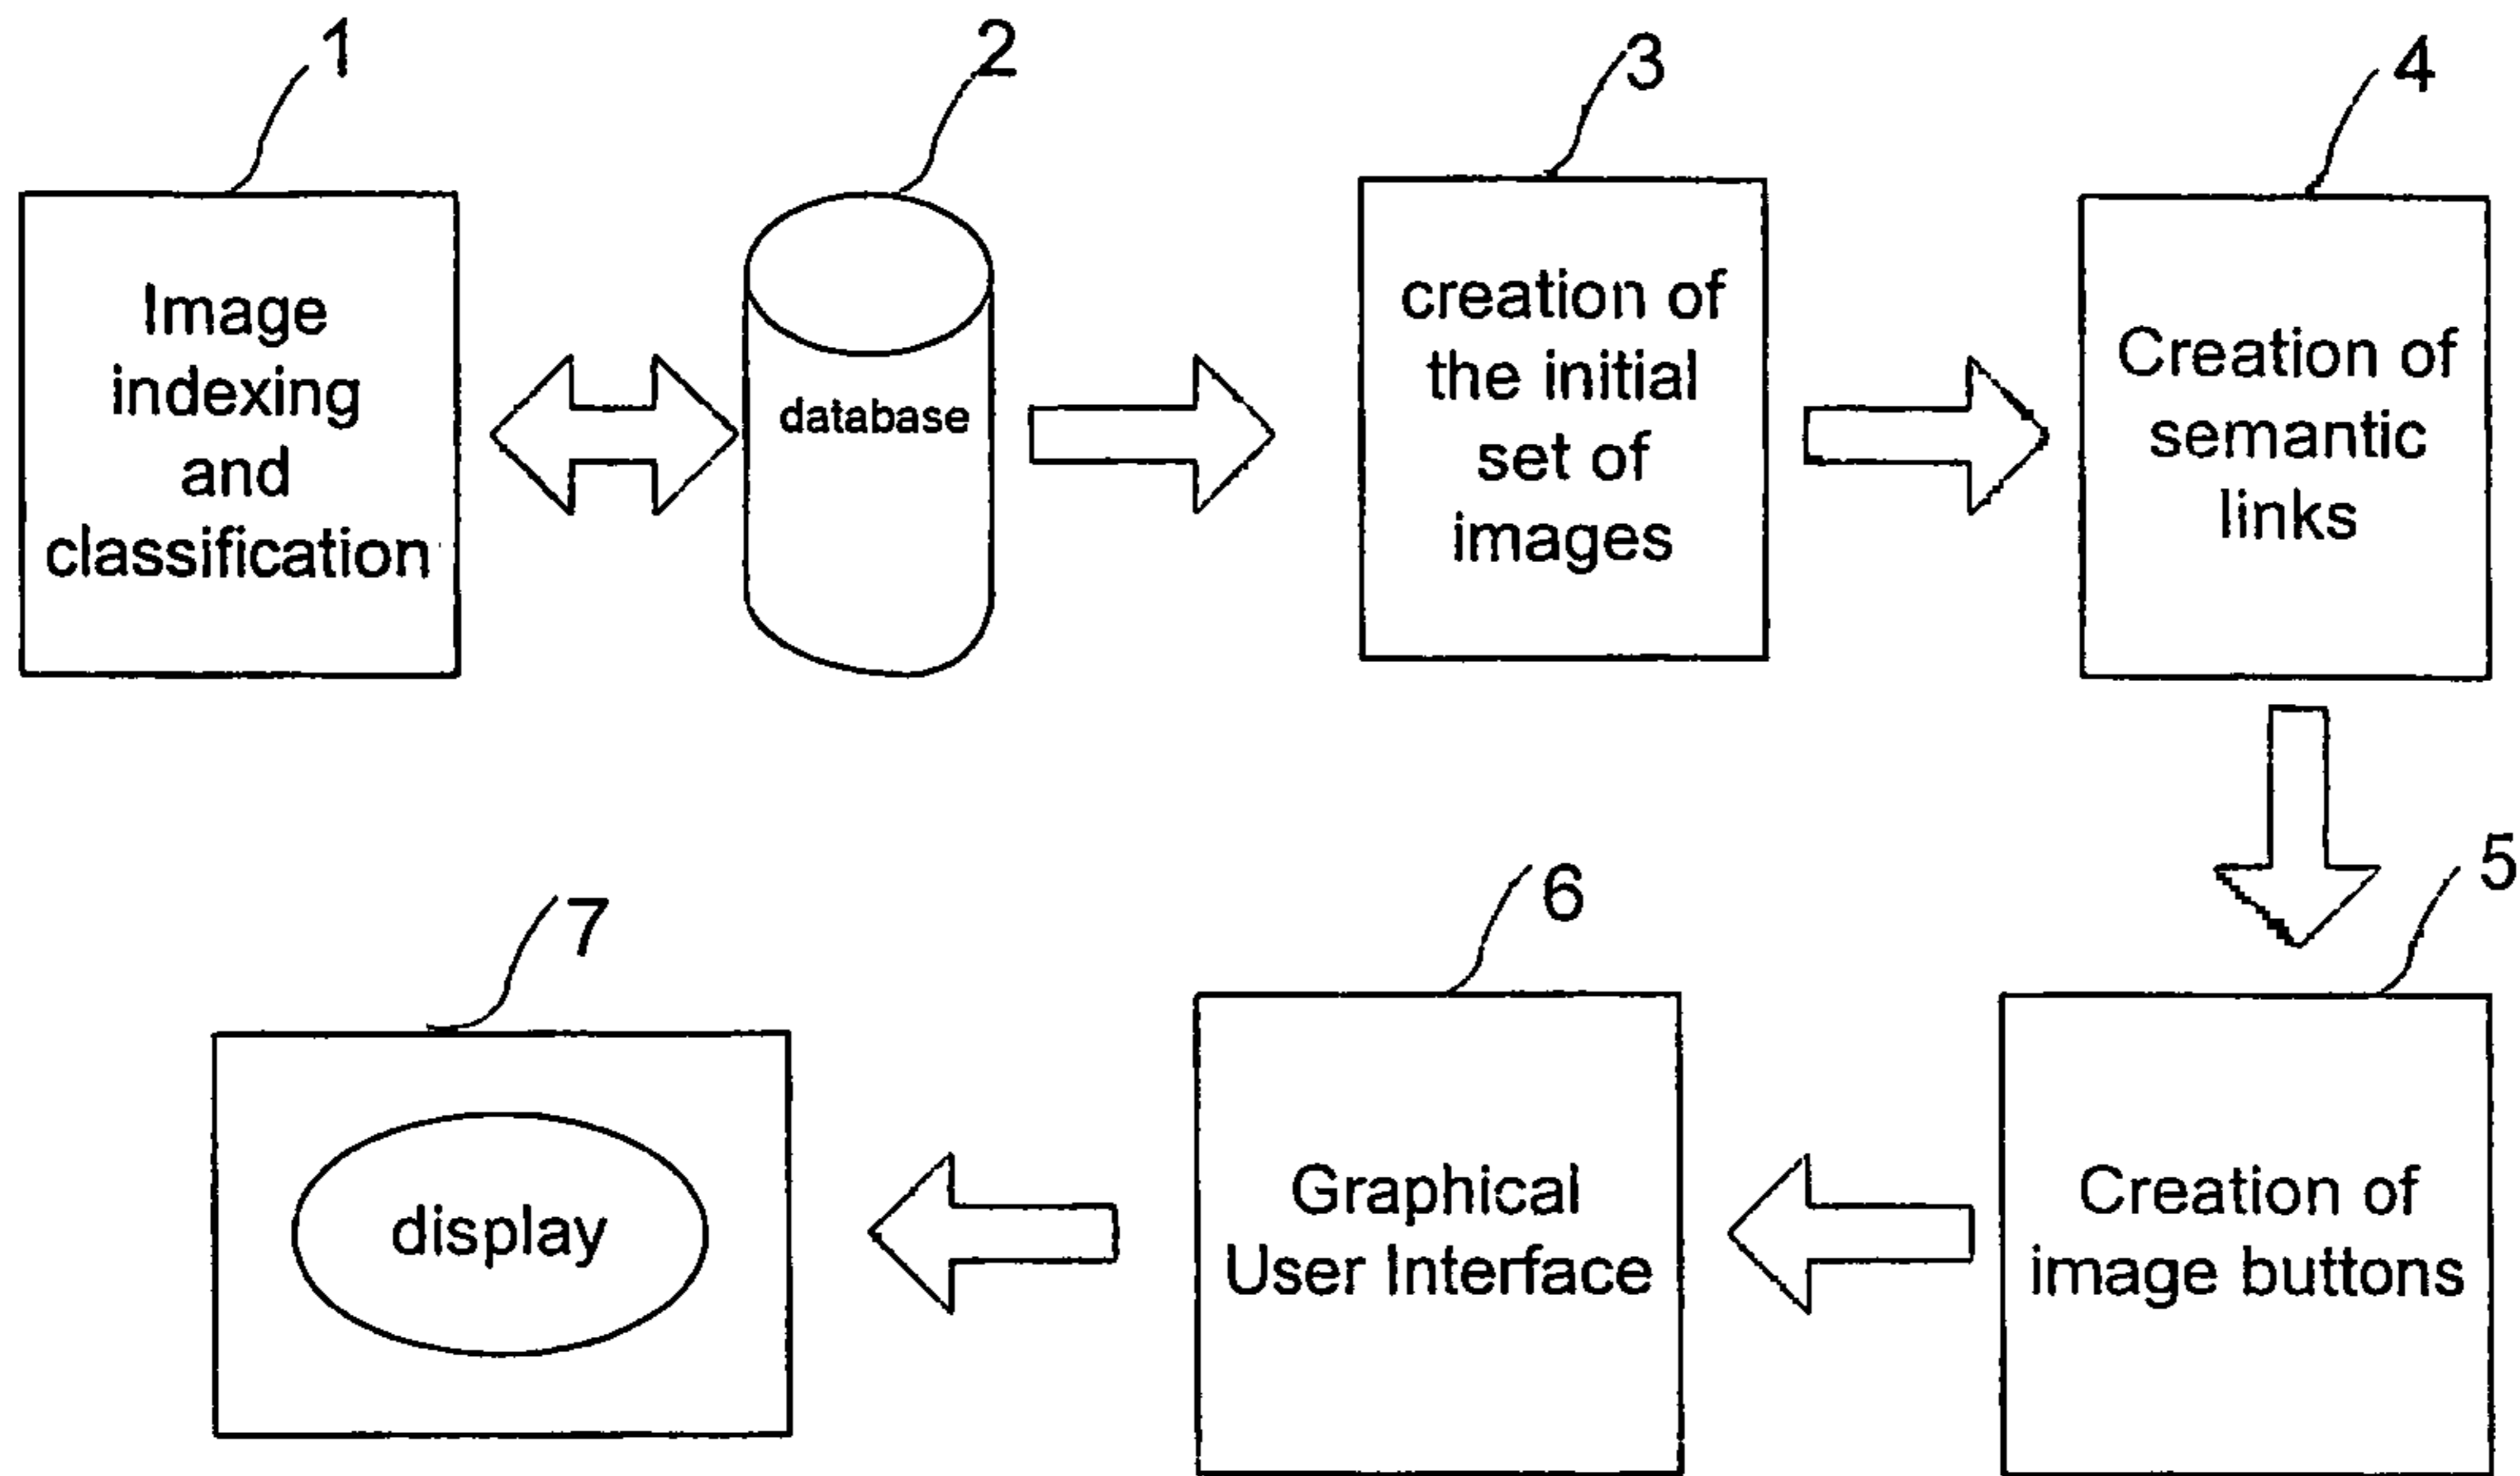 1
2
3
4
Image
indexing
and
classification
database
creation of
the initial
set of
images
Creation of
semantic
links
7
6
5
display
Graphical
User Interface
Creation of
image buttons